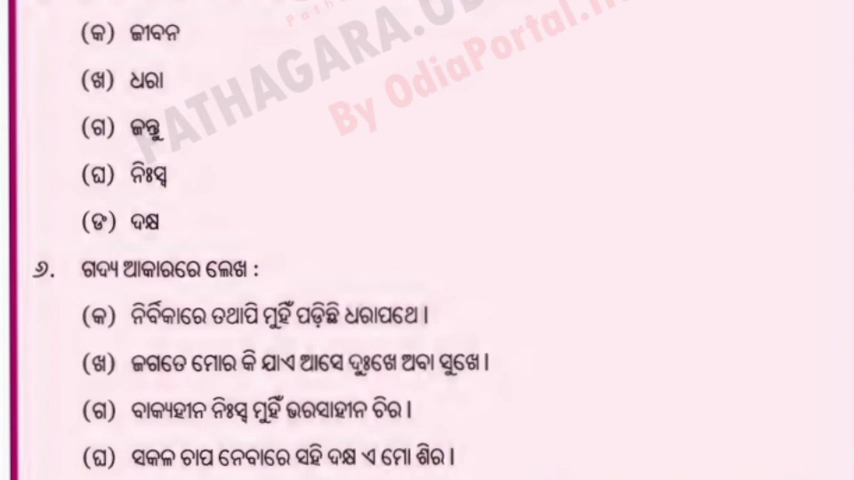 (କ) ଜୀବନ
(ଖ) ଧରା
(ଗ) ଜନ୍ତୁ
(ଘ) ନିଃସ୍ୱ
(ଙ) ଦକ୍ଷ
୬. ଗଦ୍ୟ ଆକାରରେ ଲେଖ :
(କ) ନିର୍ବିକାରେ ତଥାପି ମୁହିଁ ପଡ଼ିଛି ଧରାପଥେ ।
(ଖ) ଜଗତେ ମୋର କି ଯାଏ ଆସେ ଦୁଃଖେ ଅବା ସୁଖେ ।
(ଗ) ବାକ୍ୟହୀନ ନିଃସ୍ୱ ମୁହିଁ ଭରସାହୀନ ଚିର ।
(ଘ) ସକଳ ଚାପ ନେବାରେ ସହି ଦକ୍ଷ ଏ ମୋ ଶିର ।
By OdiaPortal.